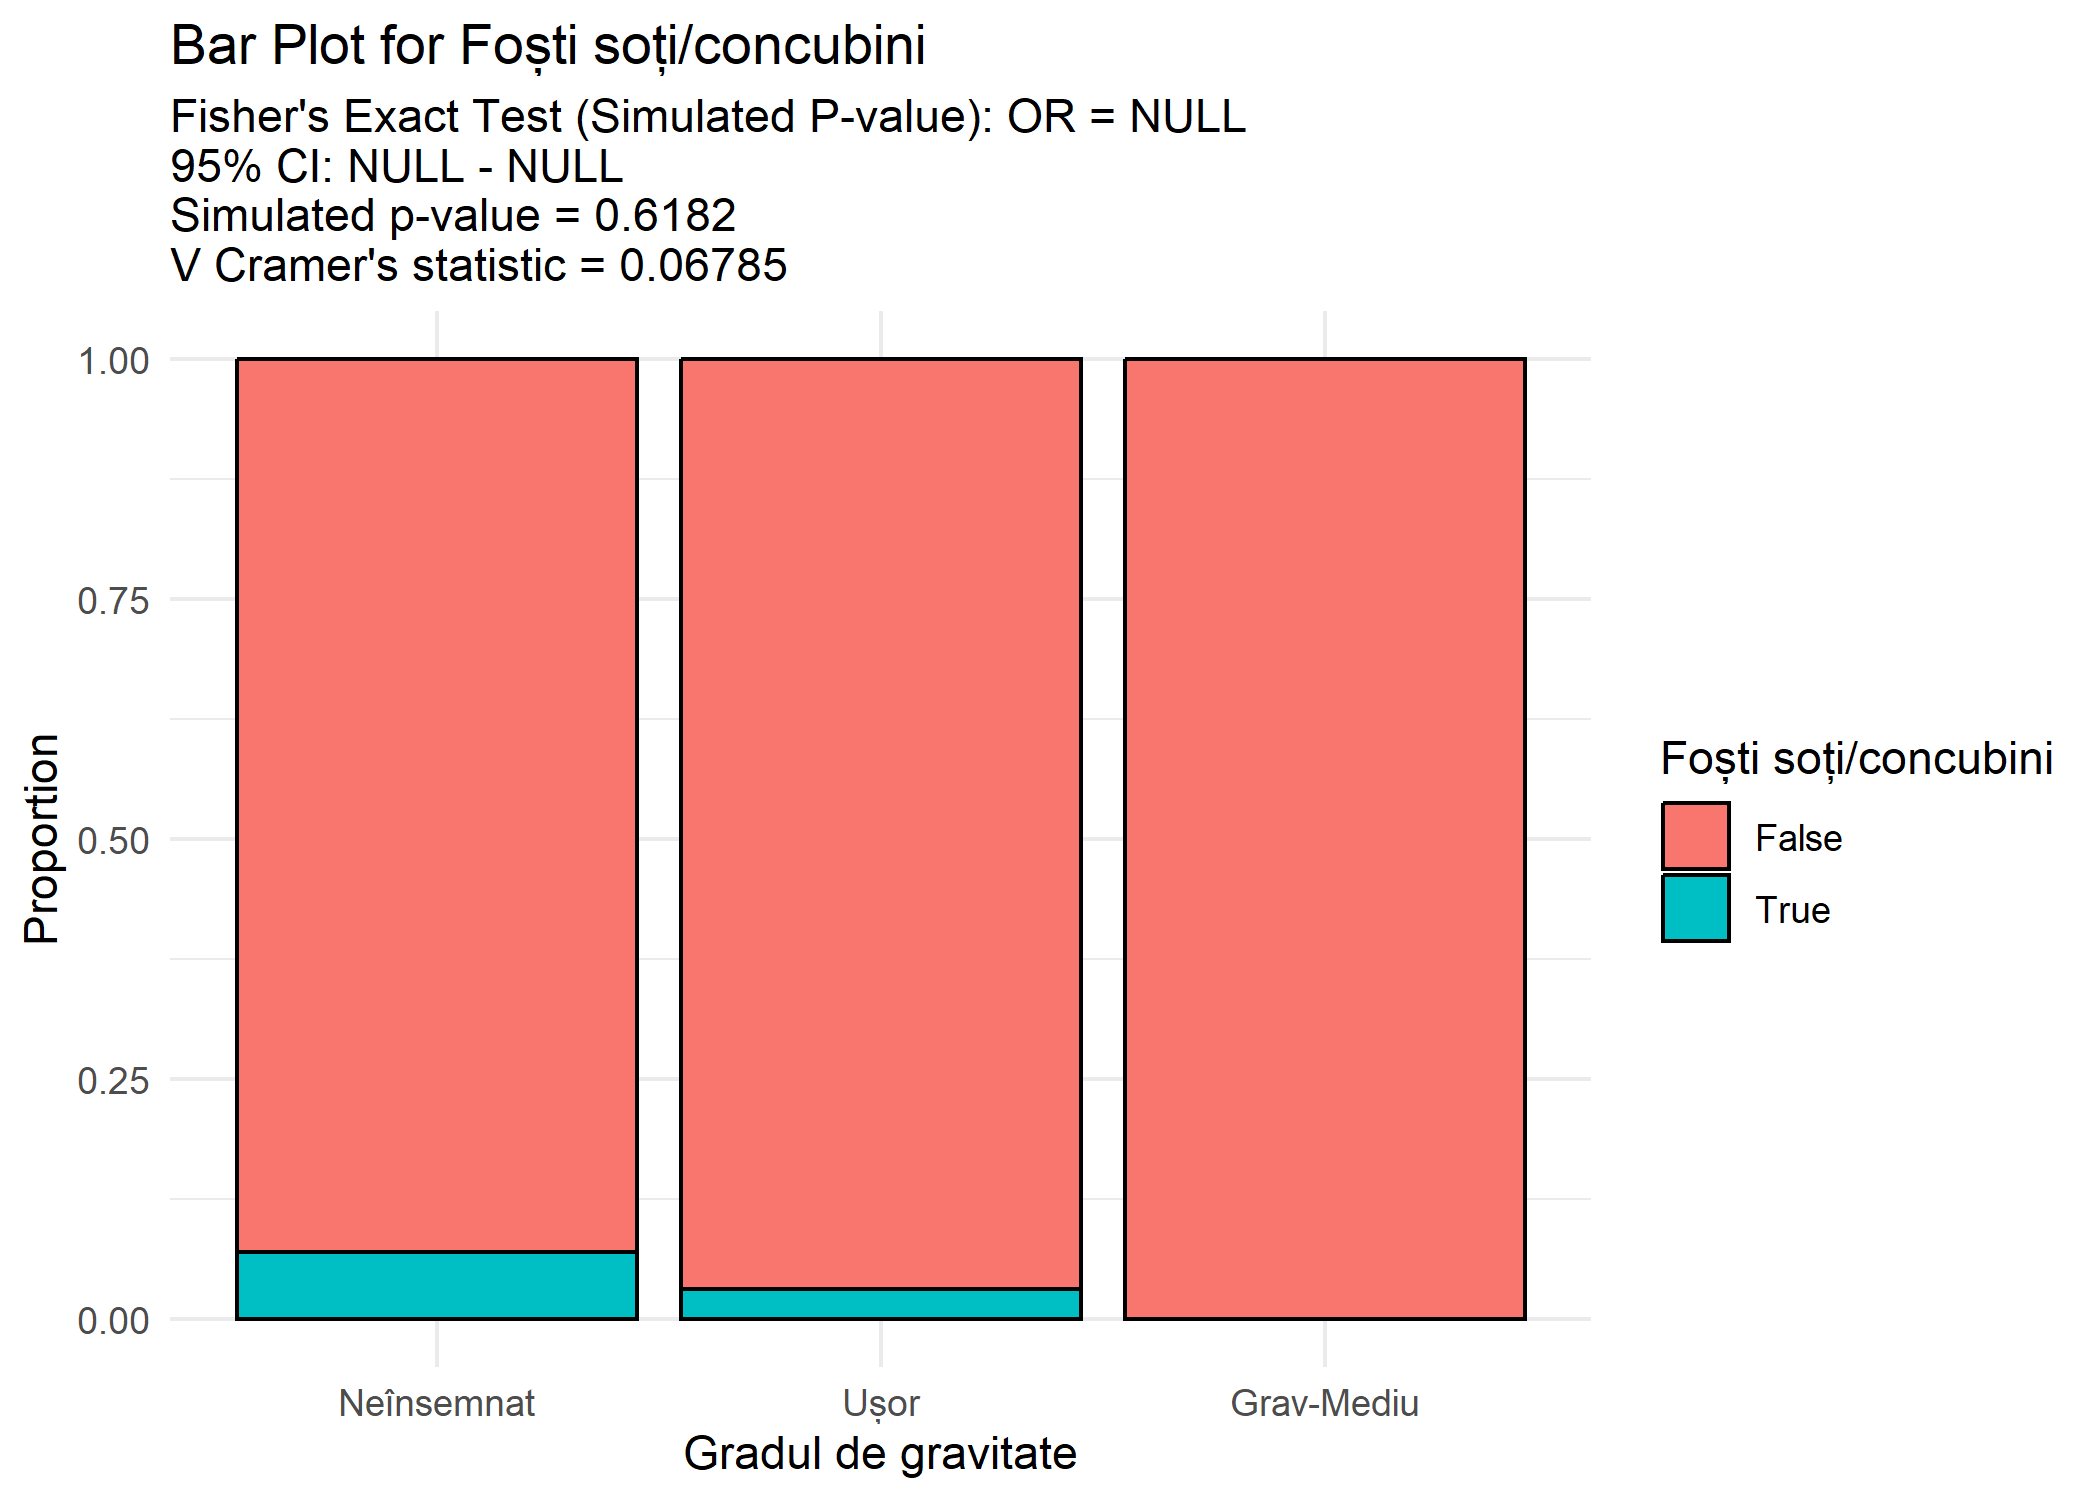 Bar Plot for Foști soți/concubini
Fisher's Exact Test (Simulated P-value): OR = NULL
95% CI: NULL - NULL
Simulated p-value = 0.6182
V Cramer's statistic = 0.06785
1.00
0.75
0.50
0.25
0.00
Proportion
Neînsemnat
Ușor
Grav-Mediu
Gradul de gravitate
Foști soți/concubini
False
True